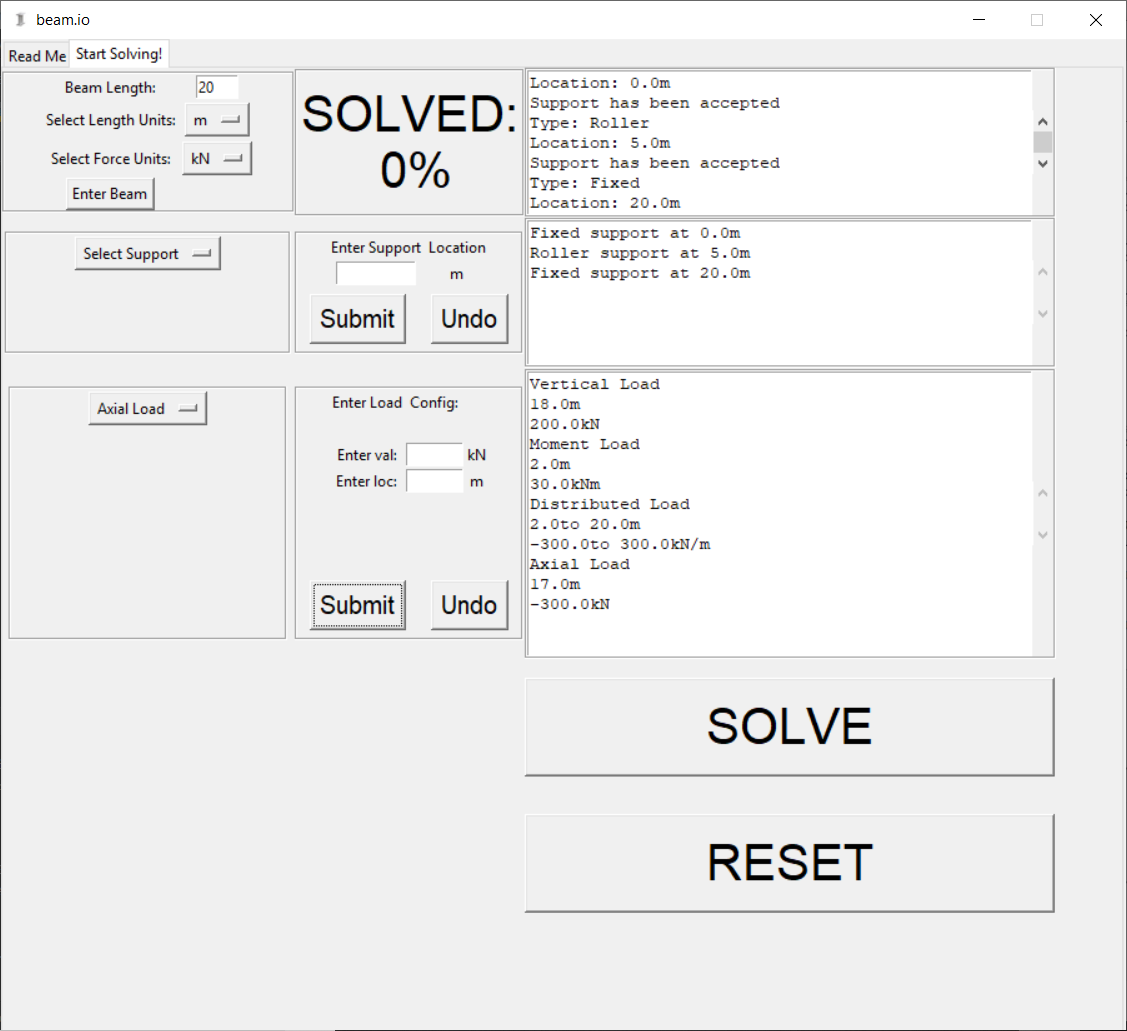 beam.io
Read Me
Start Solving!
Beam Length: 20
Select Length Units: m
Select Force Units: kN
Enter Beam
SOLVED:
0%
Location: 0.0m
Support has been accepted
Type: Roller
Location: 5.0m
Support has been accepted
Type: Fixed
Location: 20.0m
Select Support
Enter Support Location
m
Submit
Undo
Fixed support at 0.0m
Roller support at 5.0m
Fixed support at 20.0m
Axial Load
Enter Load Config:
Enter val: kN
Enter loc: m
Submit
Undo
Vertical Load
18.0m
200.0kN
Moment Load
2.0m
30.0kNm
Distributed Load
2.0to 20.0m
-300.0to 300.0kN/m
Axial Load
17.0m
-300.0kN
SOLVE
RESET